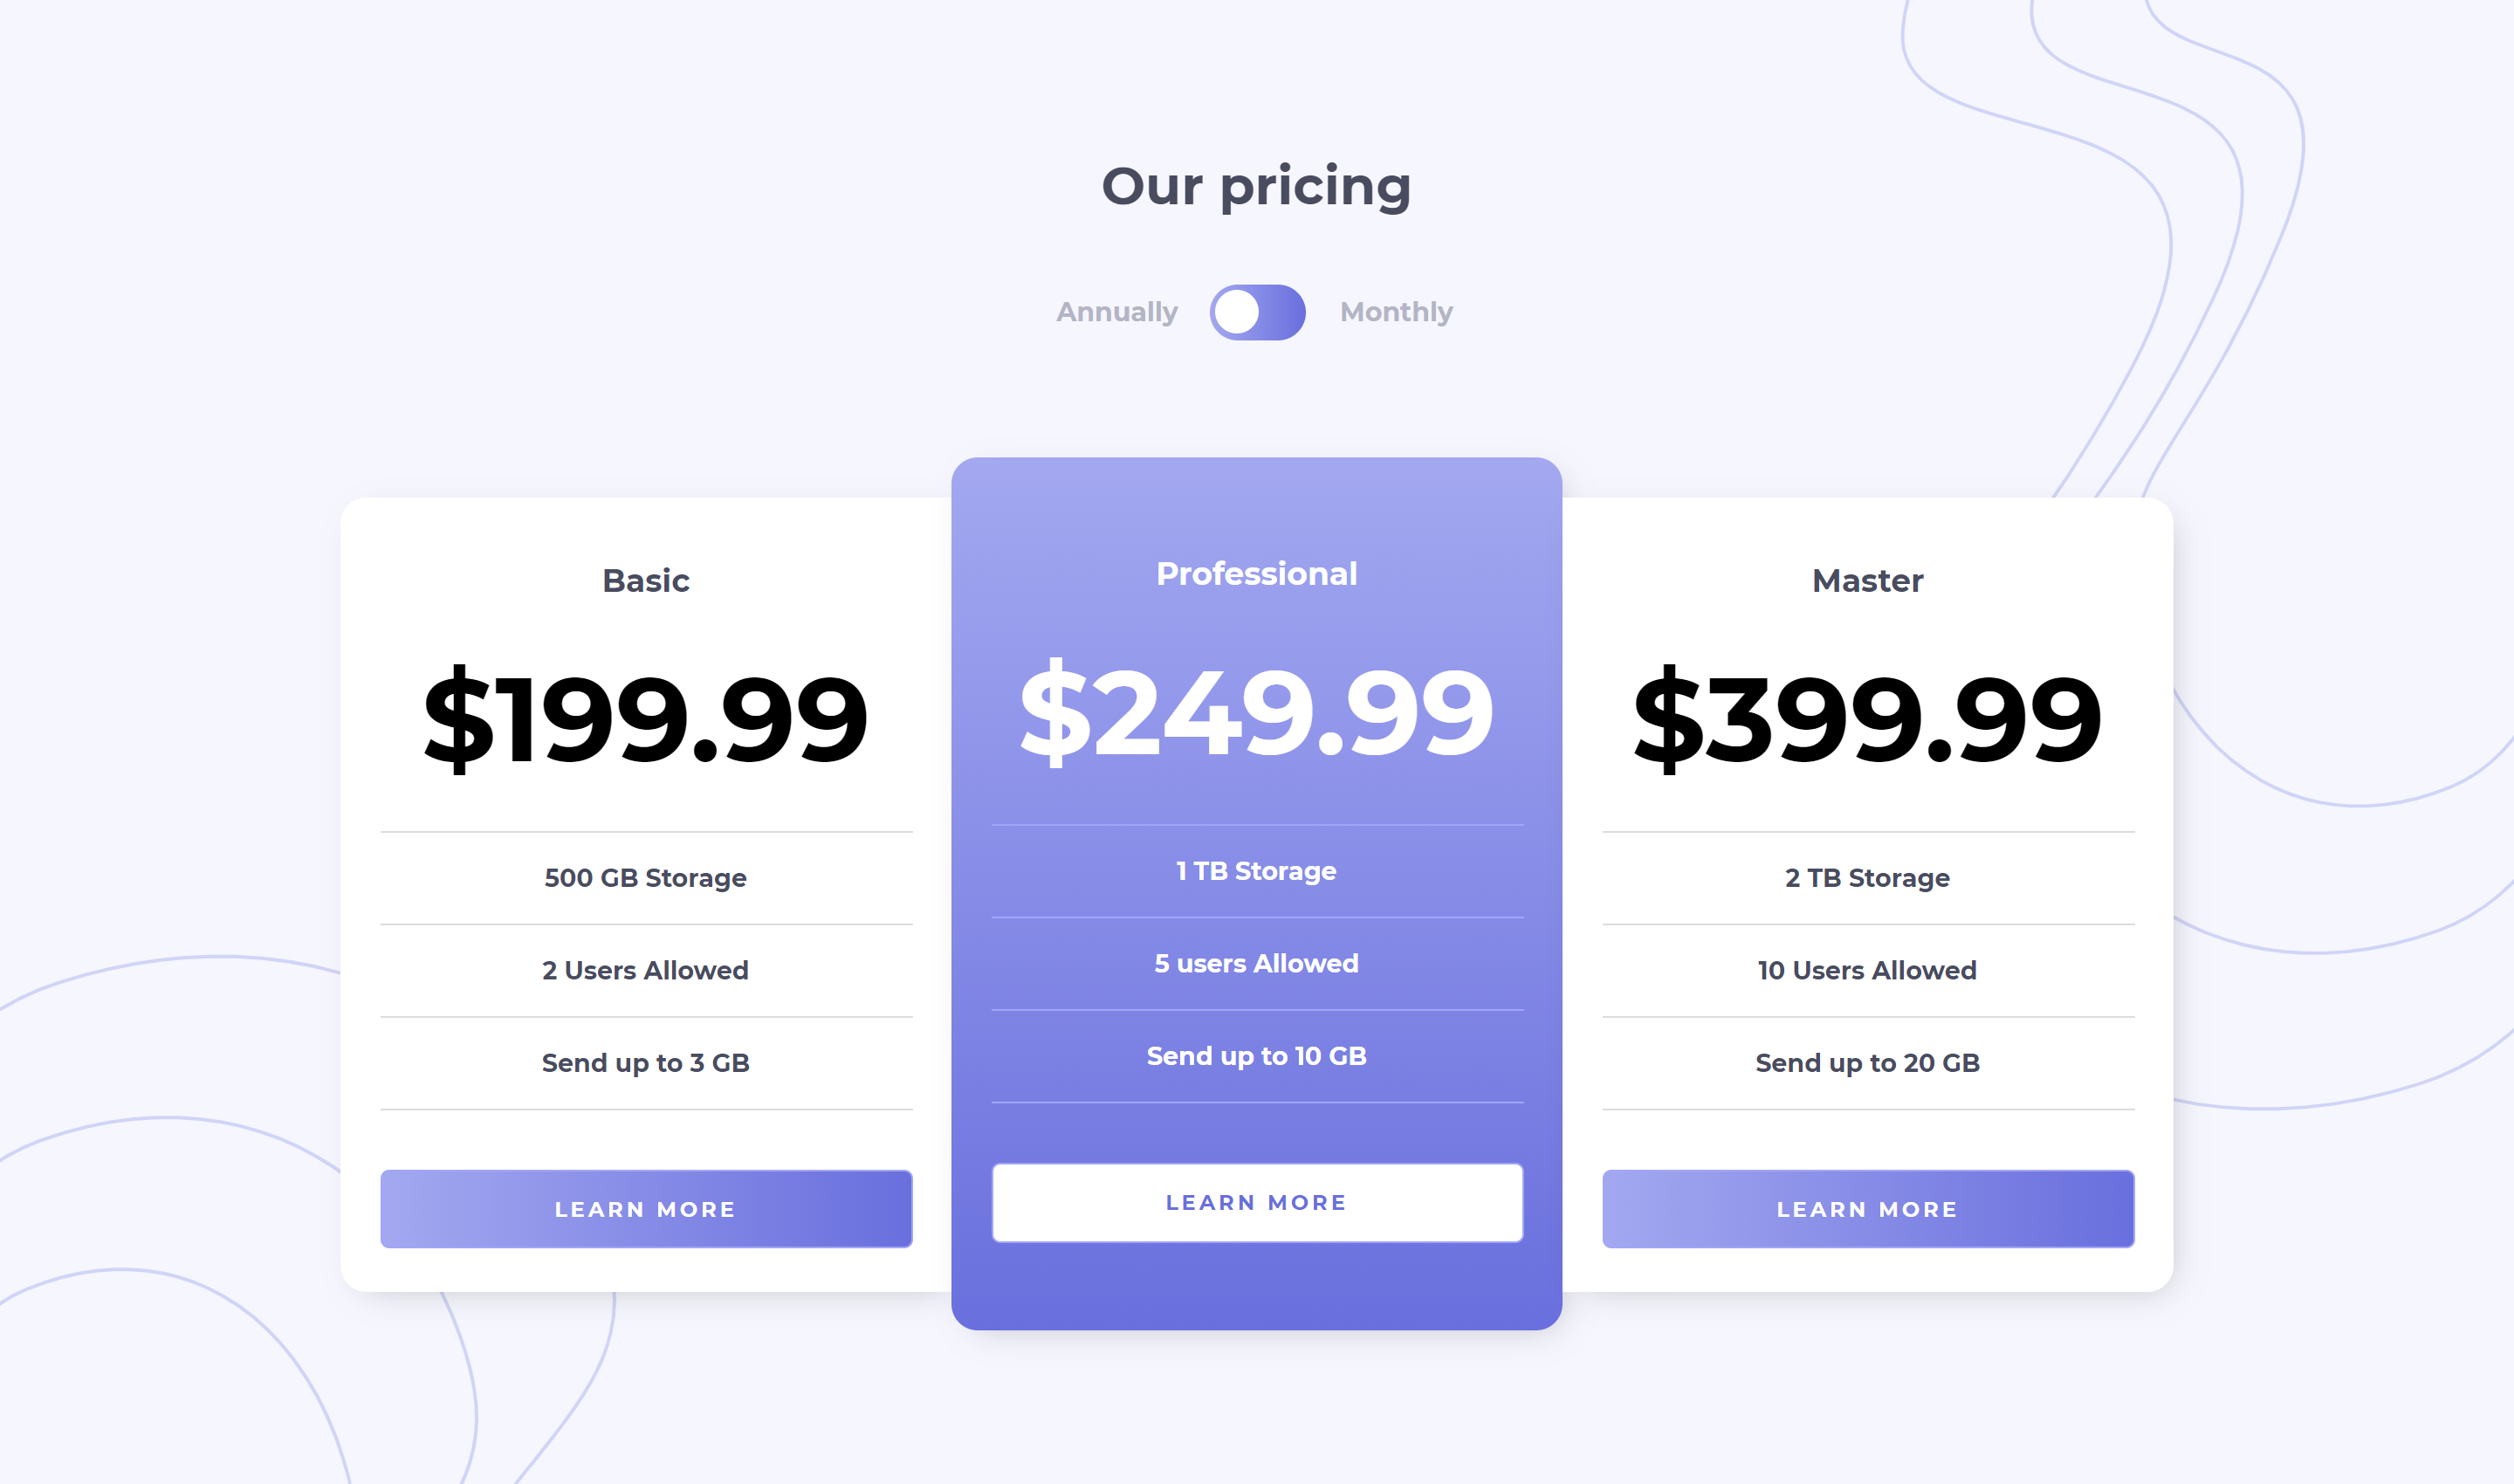 Our pricing
Annually Monthly
Basic
$199.99
500 GB Storage
2 Users Allowed
Send up to 3 GB
LEARN MORE
Professional
$249.99
1 TB Storage
5 users Allowed
Send up to 10 GB
LEARN MORE
Master
$399.99
2 TB Storage
10 Users Allowed
Send up to 20 GB
LEARN MORE